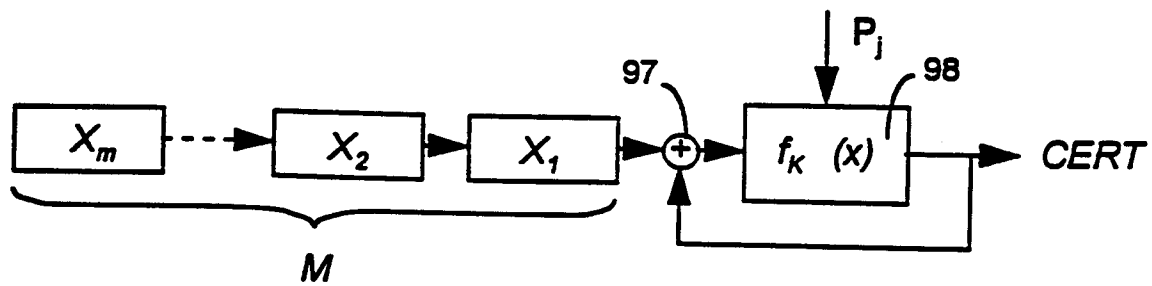 P_j
97
98
X_m
X_2
X_1
+
f_K (x)
CERT
M